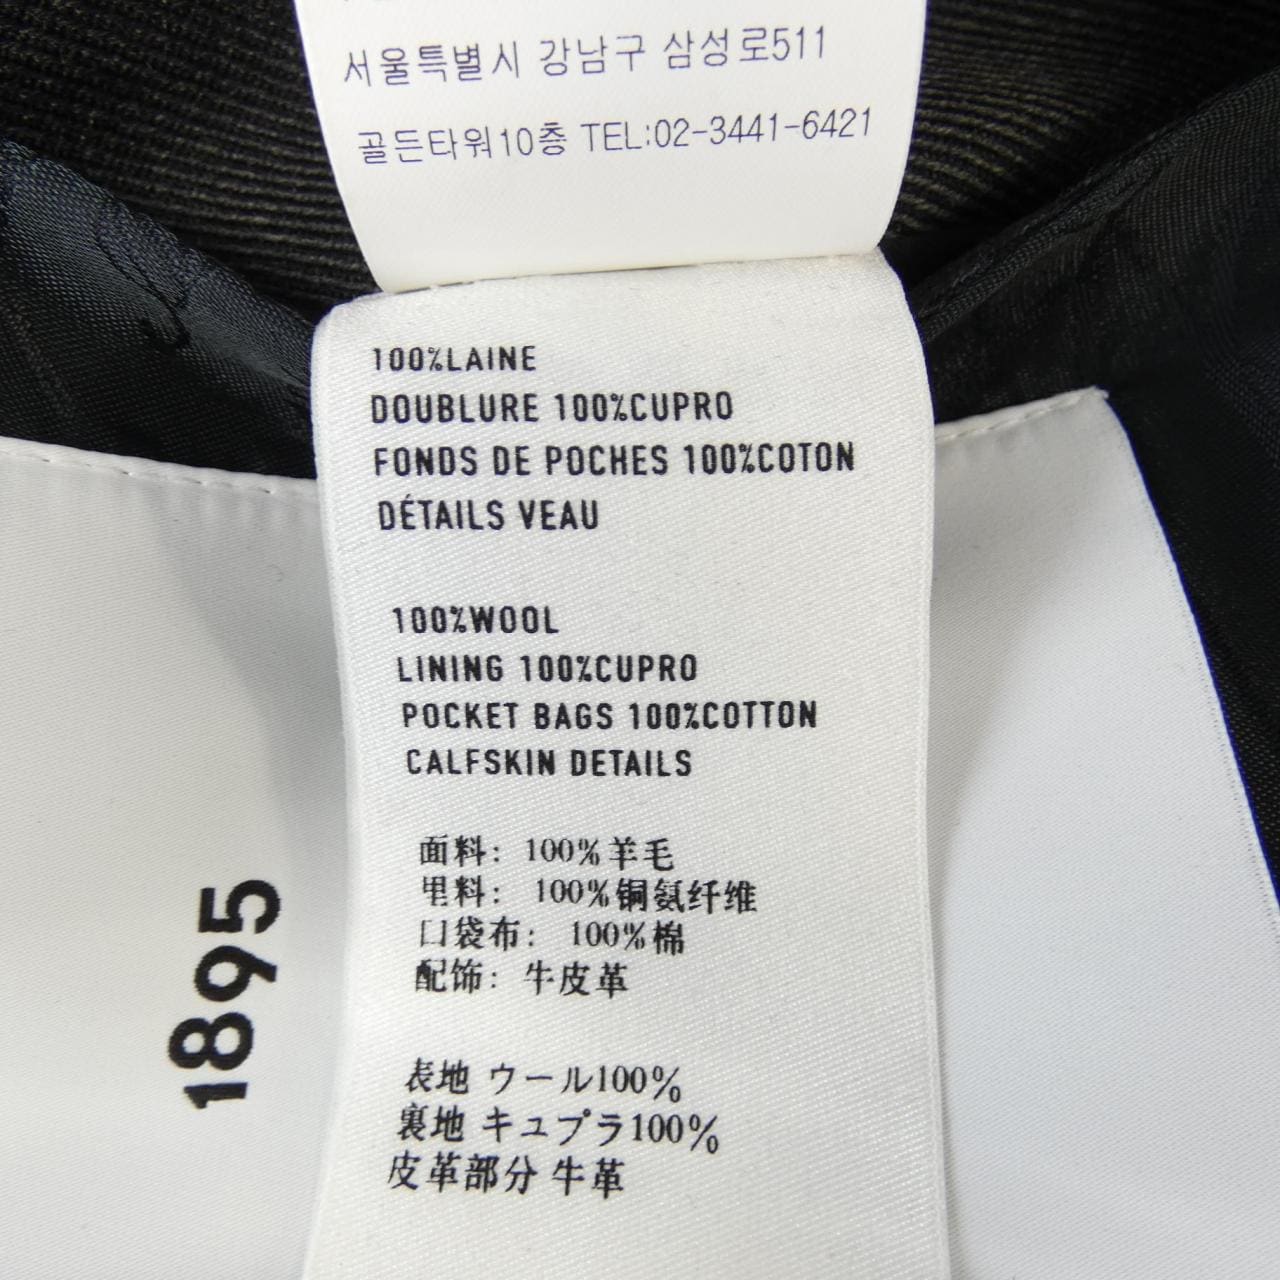 서울특별시 강남구 삼성로511
골든타워10층 TEL:02-3441-6421
100%LAINE
DOUBLURE 100%CUPRO
FONDS DE POCHES 100%COTON
DÉTAILS VEAU
100%WOOL
LINING 100%CUPRO
POCKET BAGS 100%COTTON
CALFSKIN DETAILS
面料: 100%羊毛
里料: 100%铜氨纤维
口袋布: 100%棉
配饰: 牛皮革
表地 ウール100%
裏地 キュプラ100%
皮革部分 牛革
1895